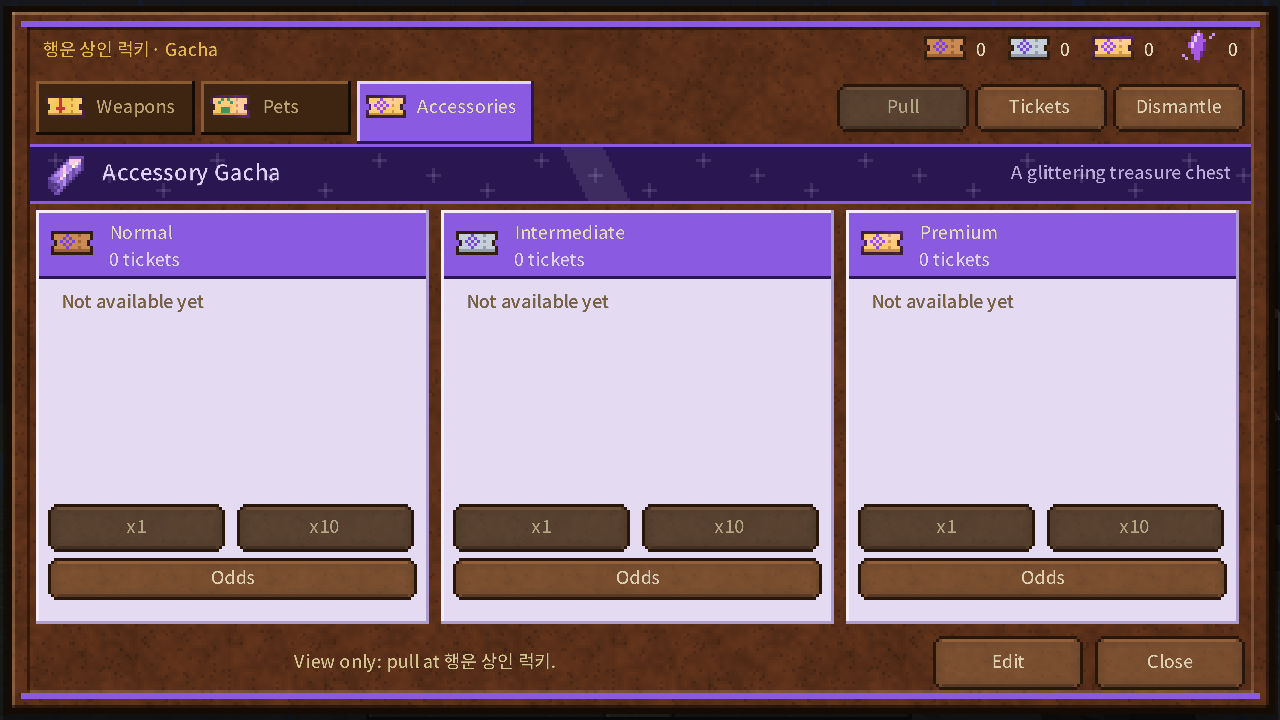 행운 상인 럭키 · Gacha
0
0
0
0
Weapons
Pets
Accessories
Pull
Tickets
Dismantle
Accessory Gacha
A glittering treasure chest
Normal
0 tickets
Not available yet
x1
x10
Odds
Intermediate
0 tickets
Not available yet
x1
x10
Odds
Premium
0 tickets
Not available yet
x1
x10
Odds
View only: pull at 행운 상인 럭키.
Edit
Close